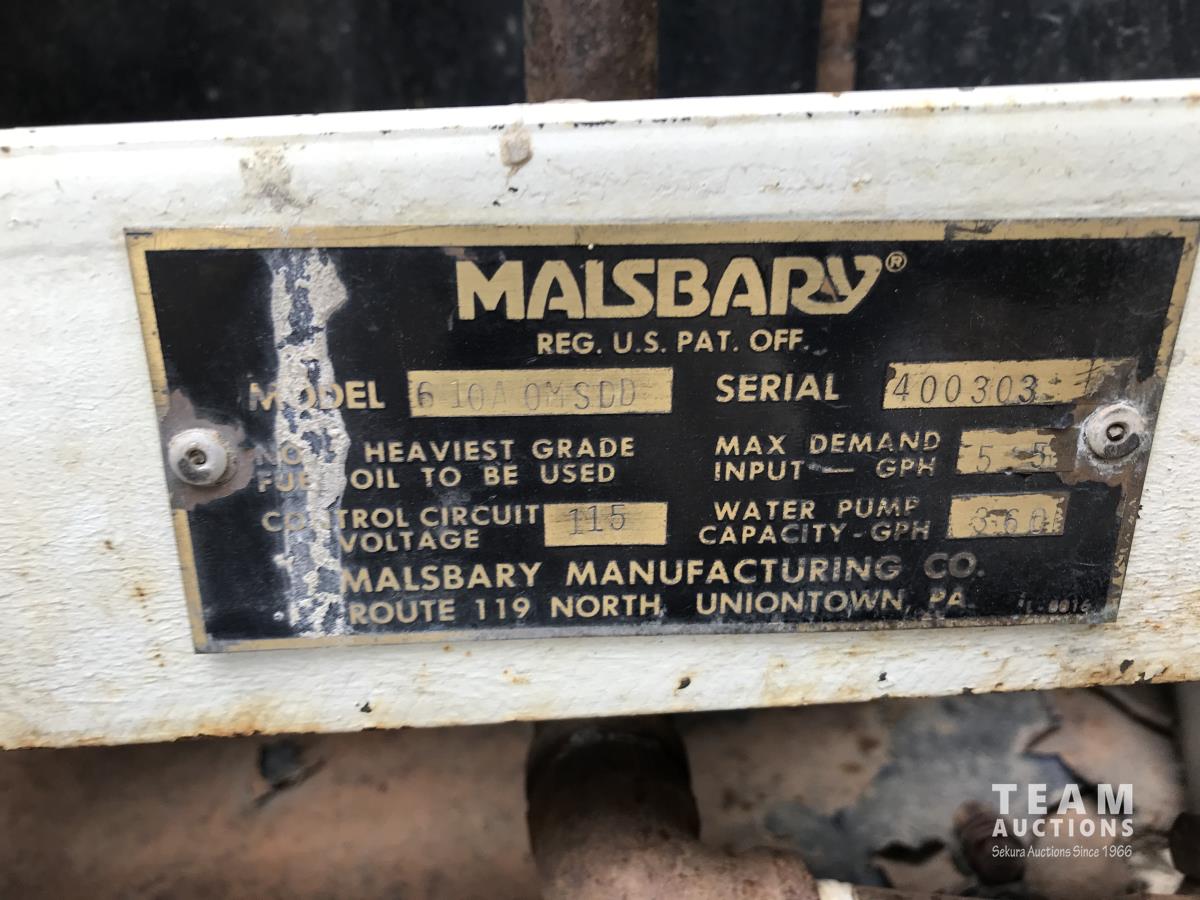 MALSBARY®
REG. U.S. PAT. OFF.
MODEL 610A0MSDD SERIAL 400303
HEAVIEST GRADE
FUEL OIL TO BE USED
MAX DEMAND
INPUT — GPH 5.5
CONTROL CIRCUIT
VOLTAGE 115
WATER PUMP
CAPACITY-GPH 360
MALSBARY MANUFACTURING CO.
ROUTE 119 NORTH, UNIONTOWN, PA.
TEAM
AUCTIONS
Sekura Auctions Since 1966